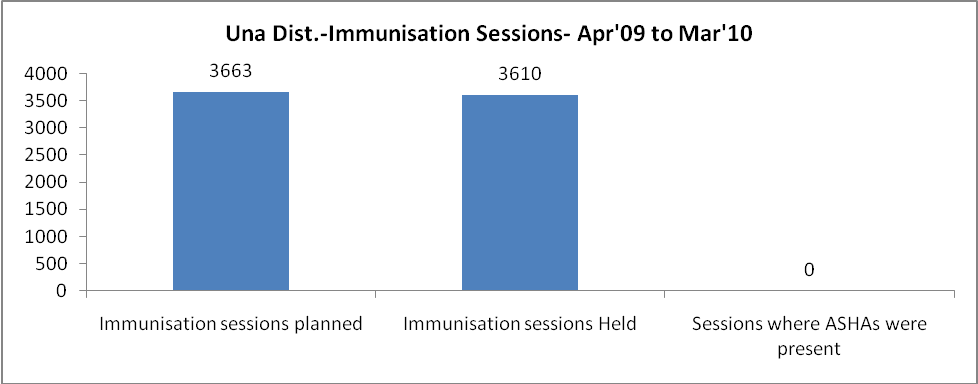 Una Dist.-Immunisation Sessions- Apr'09 to Mar'10
4000
3500
3000
2500
2000
1500
1000
500
0
3663
3610
0
Immunisation sessions planned
Immunisation sessions Held
Sessions where ASHAs were
present